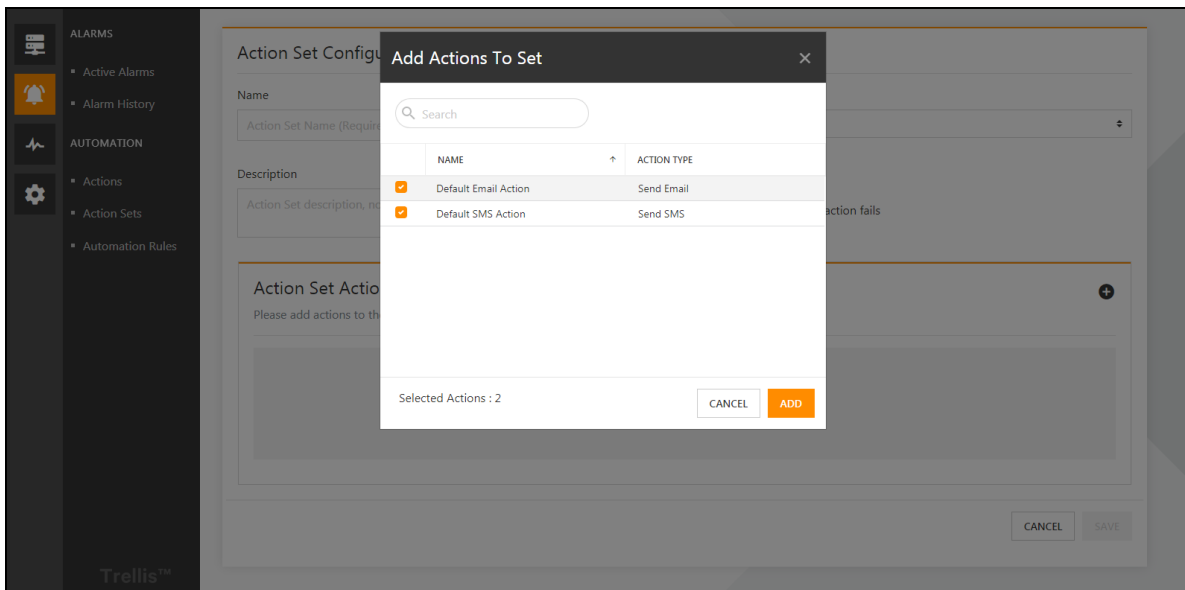 ALARMS
Active Alarms
Alarm History
AUTOMATION
Actions
Action Sets
Automation Rules
Trellis™
Action Set Configu
Name
Action Set Name (Require
Description
Action Set description, no
action fails
Action Set Actio
Please add actions to th
CANCEL SAVE
Add Actions To Set
Search
NAME ACTION TYPE
Default Email Action Send Email
Default SMS Action Send SMS
Selected Actions : 2
CANCEL ADD